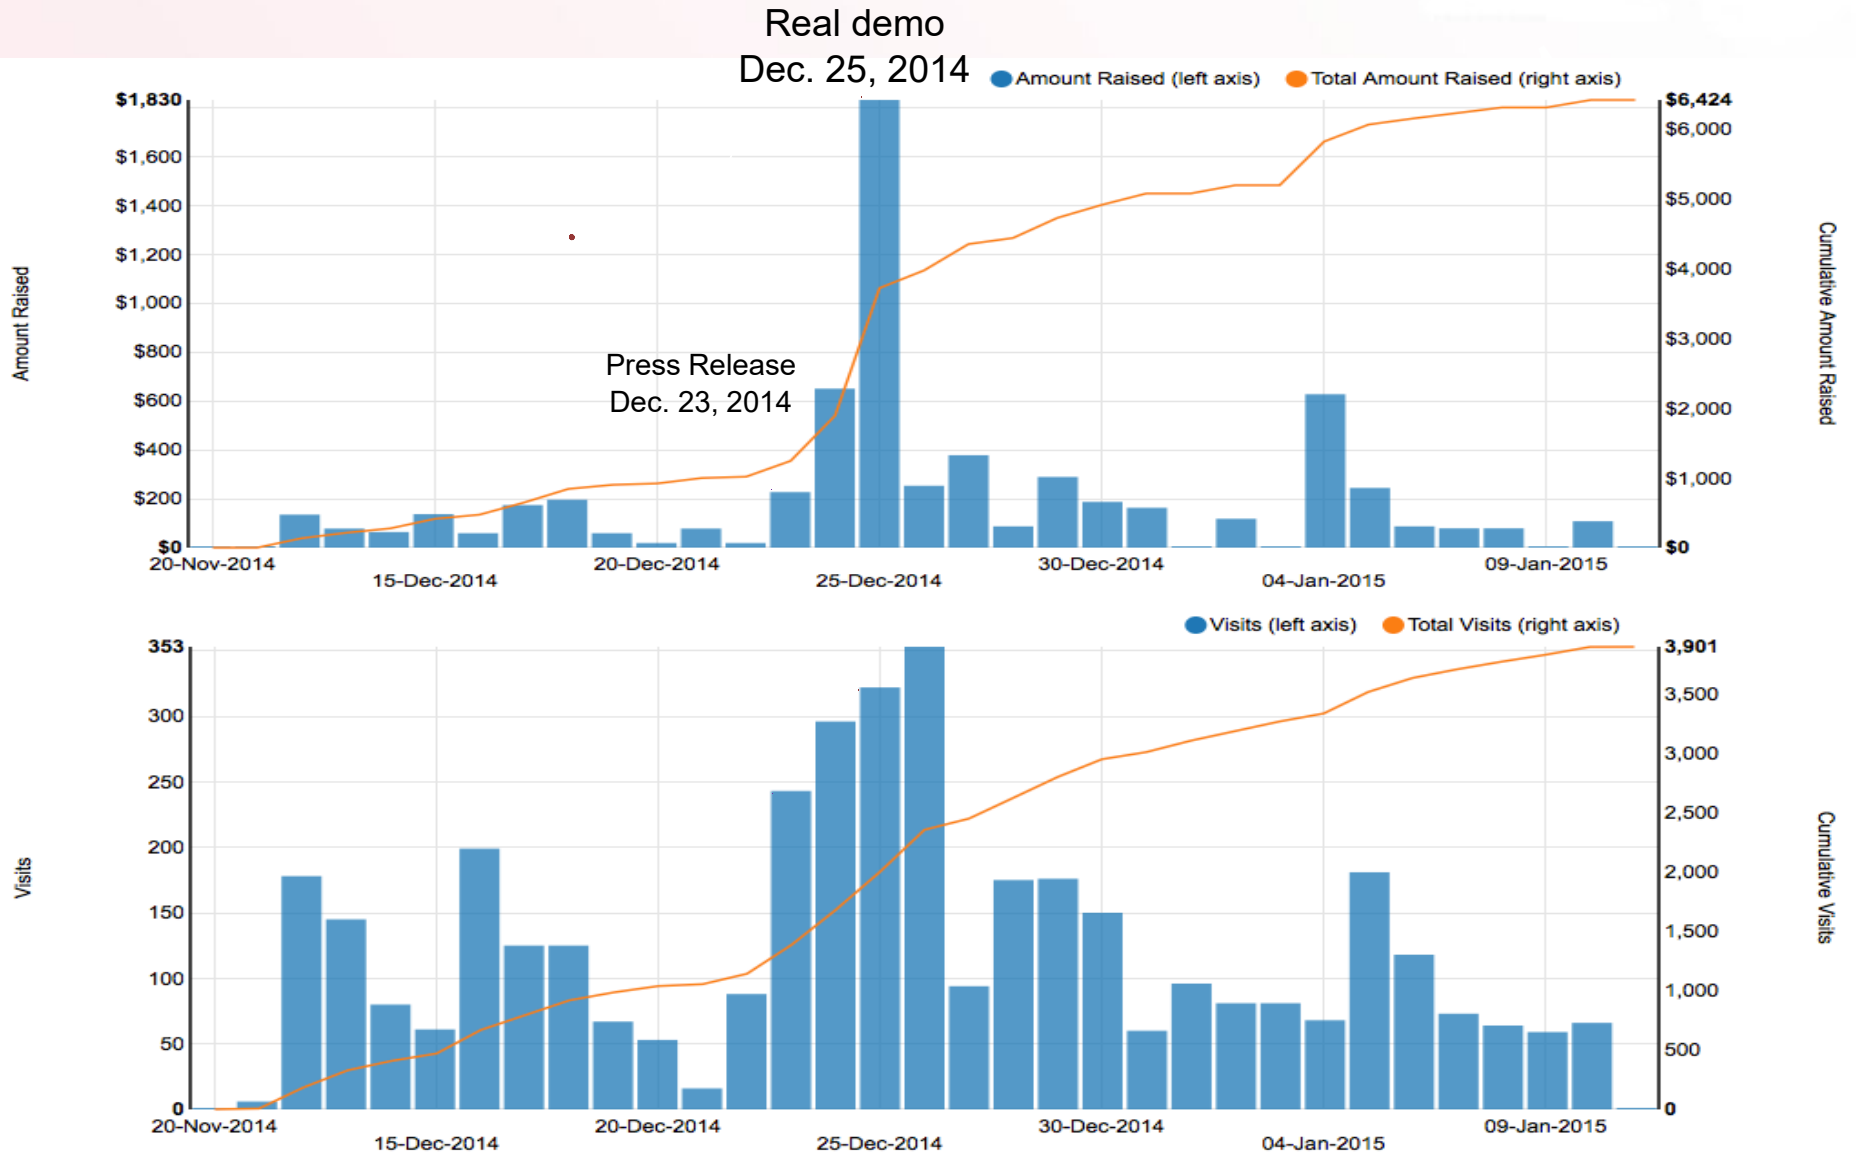 Real demo
Dec. 25, 2014
Amount Raised (left axis) Total Amount Raised (right axis)
$1,830
$1,600
$1,400
$1,200
$1,000
$800
$600
$400
$200
$0
Amount Raised
Press Release
Dec. 23, 2014
$6,424
$6,000
$5,000
$4,000
$3,000
$2,000
$1,000
$0
Cumulative Amount Raised
20-Nov-2014 15-Dec-2014 20-Dec-2014 25-Dec-2014 30-Dec-2014 04-Jan-2015 09-Jan-2015
Visits (left axis) Total Visits (right axis)
353
300
250
200
150
100
50
0
Visits
3,901
3,500
3,000
2,500
2,000
1,500
1,000
500
0
Cumulative Visits
20-Nov-2014 15-Dec-2014 20-Dec-2014 25-Dec-2014 30-Dec-2014 04-Jan-2015 09-Jan-2015